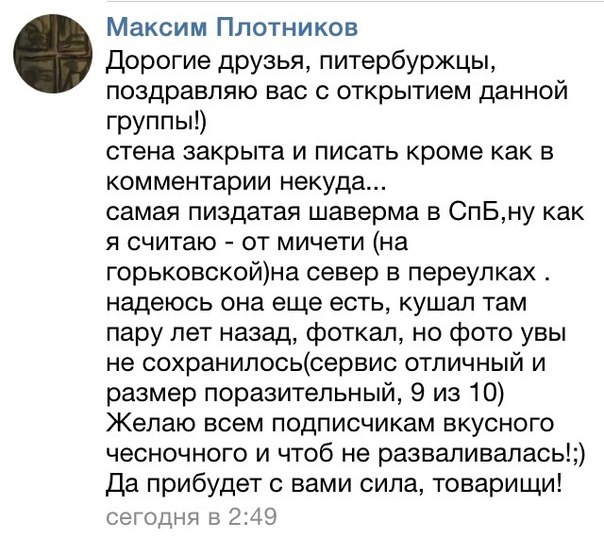 Максим Плотников
Дорогие друзья, питербуржцы,
поздравляю вас с открытием данной
группы!)
стена закрыта и писать кроме как в
комментарии некуда...
самая пиздатая шаверма в СпБ,ну как
я считаю - от мичети (на
горьковской)на север в переулках .
надеюсь она еще есть, кушал там
пару лет назад, фоткал, но фото увы
не сохранилось(сервис отличный и
размер поразительный, 9 из 10)
Желаю всем подписчикам вкусного
чесночного и чтоб не разваливалась!;)
Да прибудет с вами сила, товарищи!
сегодня в 2:49